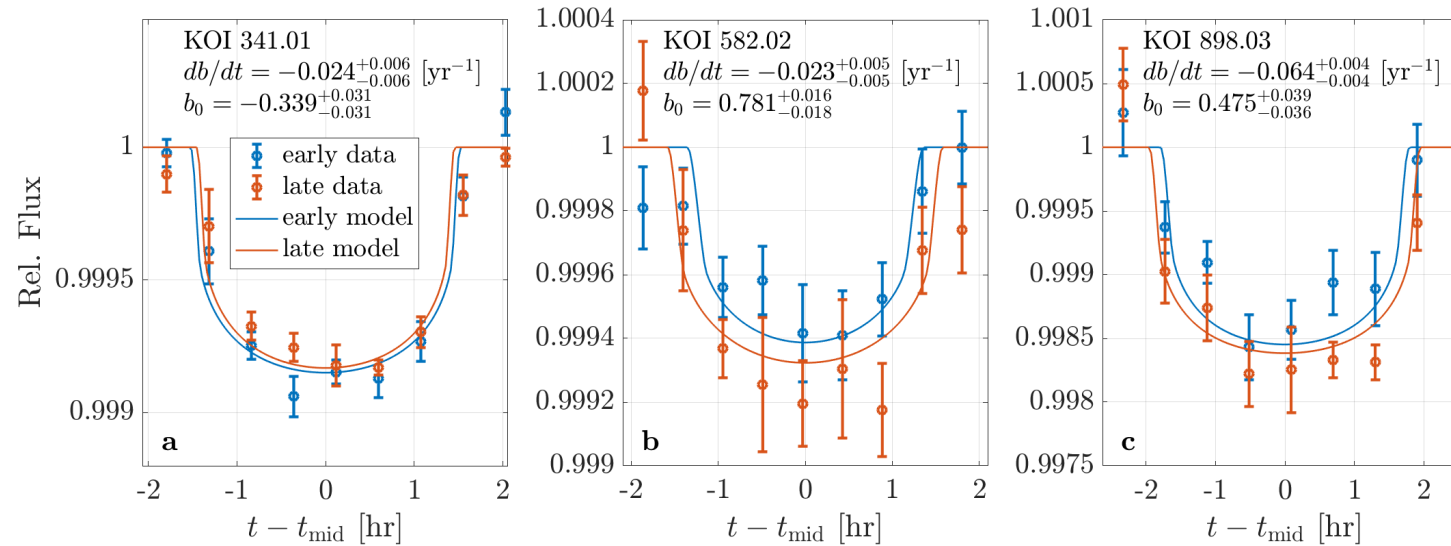 Rel. Flux
KOI 341.01
db/dt = −0.024^{+0.006}_{−0.006} [yr⁻¹]
b₀ = −0.339^{+0.031}_{−0.031}
early data
late data
early model
late model
1
0.9995
0.999
a
-2 -1 0 1 2
t − t_mid [hr]
KOI 582.02
db/dt = −0.023^{+0.005}_{−0.005} [yr⁻¹]
b₀ = 0.781^{+0.016}_{−0.018}
1.0004
1.0002
1
0.9998
0.9996
0.9994
0.9992
0.999
b
-2 -1 0 1 2
t − t_mid [hr]
KOI 898.03
db/dt = −0.064^{+0.004}_{−0.004} [yr⁻¹]
b₀ = 0.475^{+0.039}_{−0.036}
1.001
1.0005
1
0.9995
0.999
0.9985
0.998
0.9975
c
-2 -1 0 1 2
t − t_mid [hr]